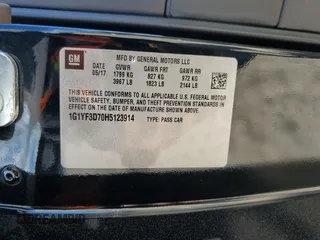 GM
MFD BY GENERAL MOTORS LLC
DATE GVWR GAWR FRT GAWR RR
05/17 1799 KG 827 KG 972 KG
3967 LB 1823 LB 2144 LB
THIS VEHICLE CONFORMS TO ALL APPLICABLE U.S. FEDERAL MOTOR
VEHICLE SAFETY, BUMPER, AND THEFT PREVENTION STANDARDS
IN EFFECT ON THE DATE OF MANUFACTURE SHOWN ABOVE.
1G1YF3D70H5123914 TYPE: PASS CAR